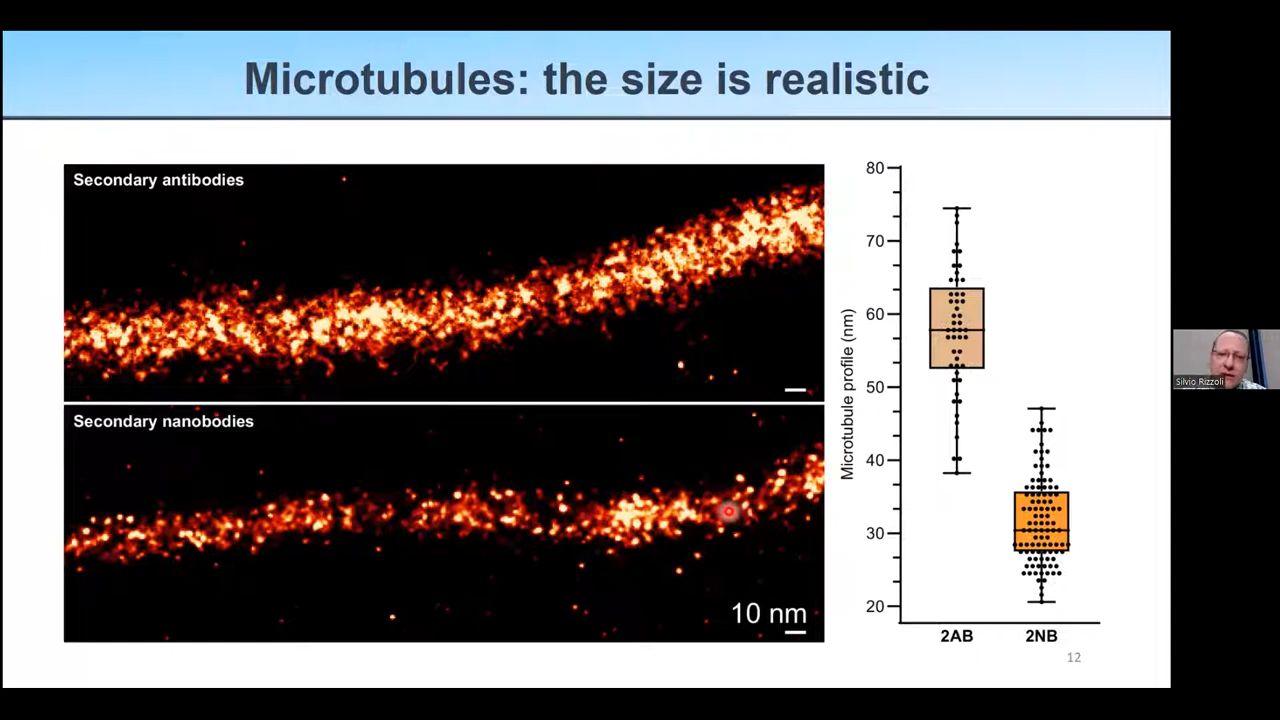 Microtubules: the size is realistic
Secondary antibodies
Secondary nanobodies
10 nm
Microtubule profile (nm)
80
70
60
50
40
30
20
2AB
2NB
12
Silvio Rizzoli